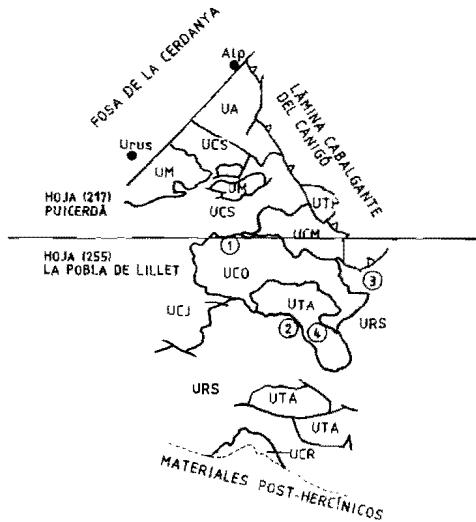 FOSA DE LA CERDANYA
Alp
LÁMINA CABALGANTE
DEL CANIGÓ
UA
Urus
UCS
UM
UM
HOJA (217)
PUICERDÁ
UCS
UTP
UCM
HOJA (255)
LA POBLA DE LILLET
1
UCO
3
UTA
UCJ
2
4
URS
URS
UTA
UTA
UCR
MATERIALES POST-HERCÍNICOS